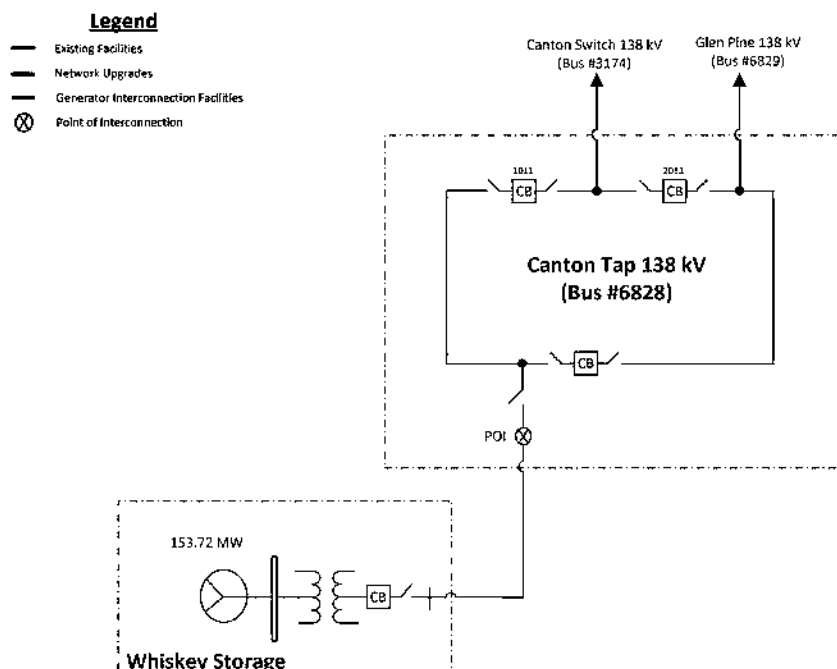 Legend
Existing Facilities
Network Upgrades
Generator Interconnection Facilities
Point of Interconnection
Canton Switch 138 kV
(Bus #3174)
Glen Pine 138 kV
(Bus #6829)
CB
CB
Canton Tap 138 kV
(Bus #6828)
CB
POI
153.72 MW
CB
Whiskey Storage